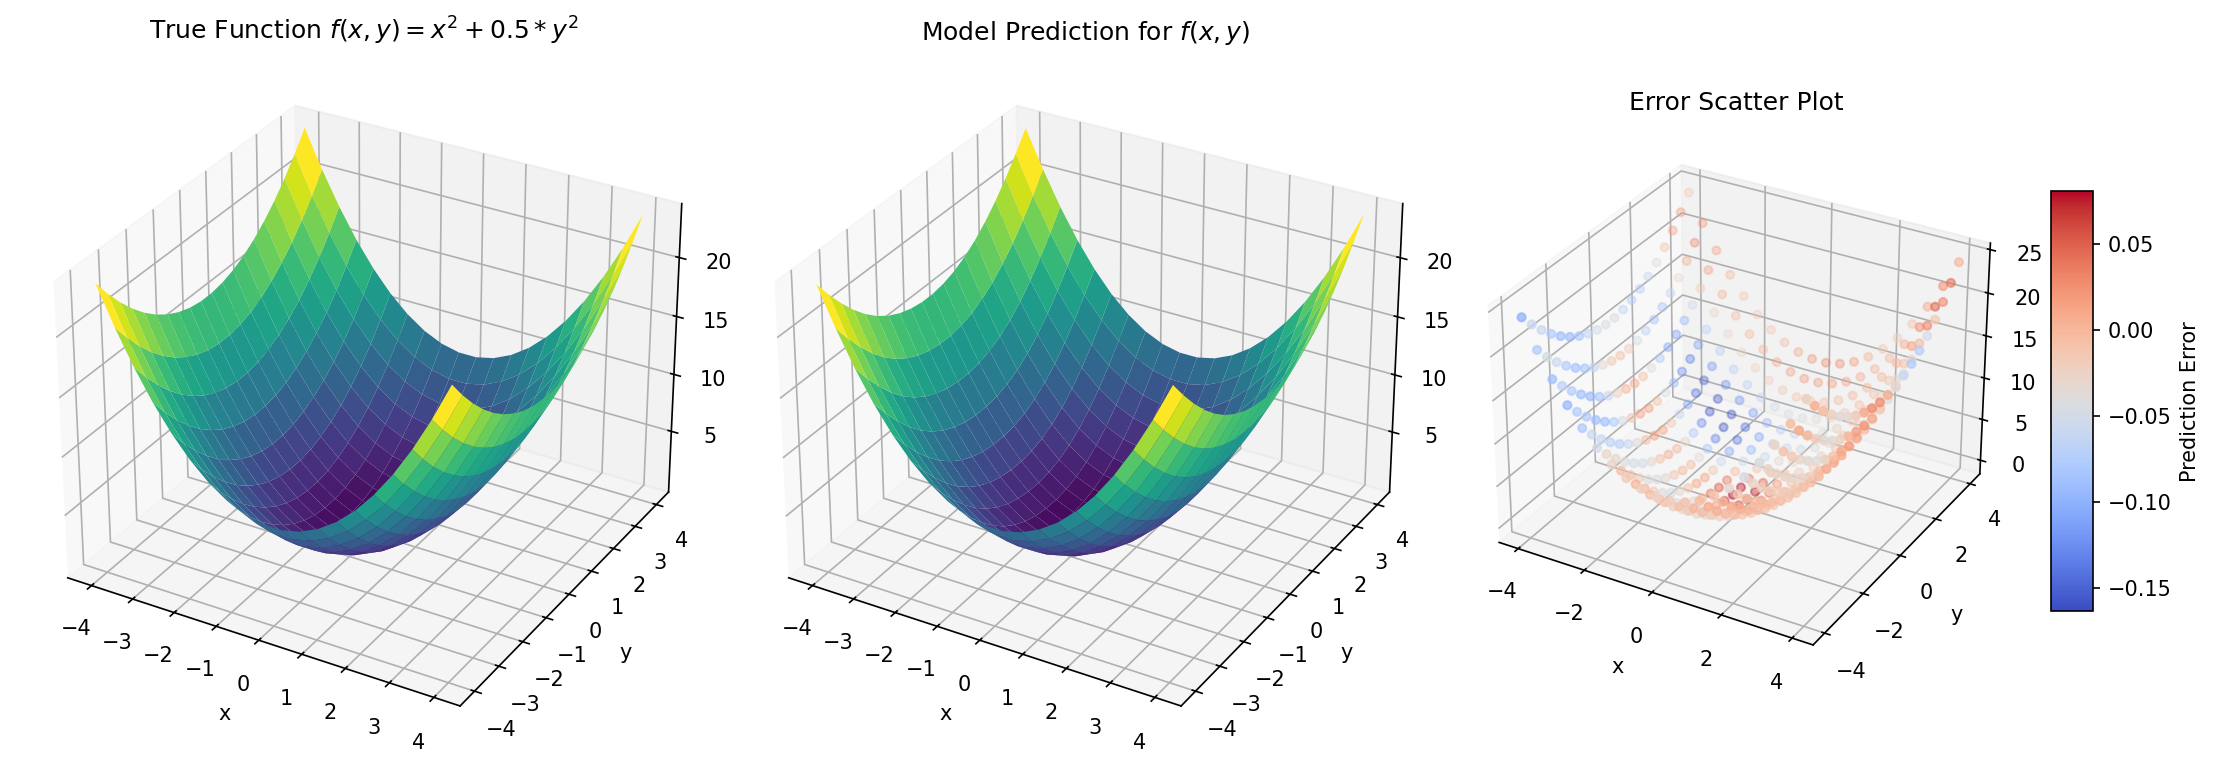 True Function f(x, y) = x² + 0.5 * y²
−4 −3 −2 −1 0 1 2 3 4
x
−4 −3 −2 −1 0 1 2 3 4
y
5 10 15 20
Model Prediction for f(x, y)
−4 −3 −2 −1 0 1 2 3 4
x
−4 −3 −2 −1 0 1 2 3 4
y
5 10 15 20
Error Scatter Plot
−4 −2 0 2 4
x
−4 −2 0 2 4
y
0 5 10 15 20 25
0.05
0.00
−0.05
−0.10
−0.15
Prediction Error